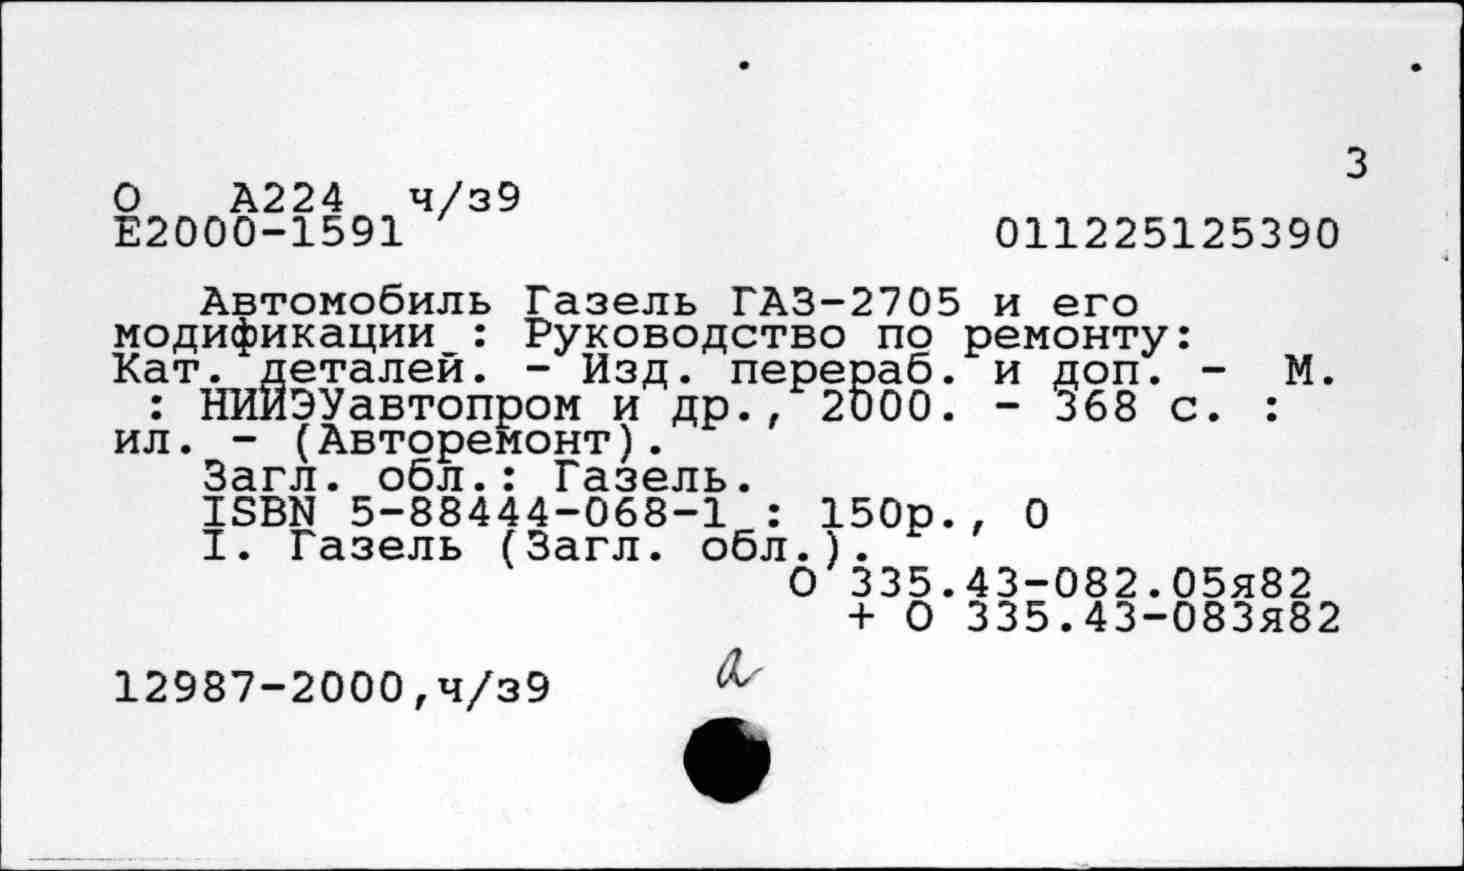 3
О А224 ч/з9
Е2000-1591 011225125390
Автомобиль Газель ГАЗ-2705 и его
модификации : Руководство по ремонту:
Кат. деталей. - Изд. перераб. и доп. - М.
: НИИЭУавтопром и др., 2000. - 368 с. :
ил. - (Авторемонт).
Загл. обл.: Газель.
ISBN 5-88444-068-1 : 150р., 0
I. Газель (Загл. обл.).
О 335.43-082.05я82
+ О 335.43-083я82
12987-2000,ч/з9